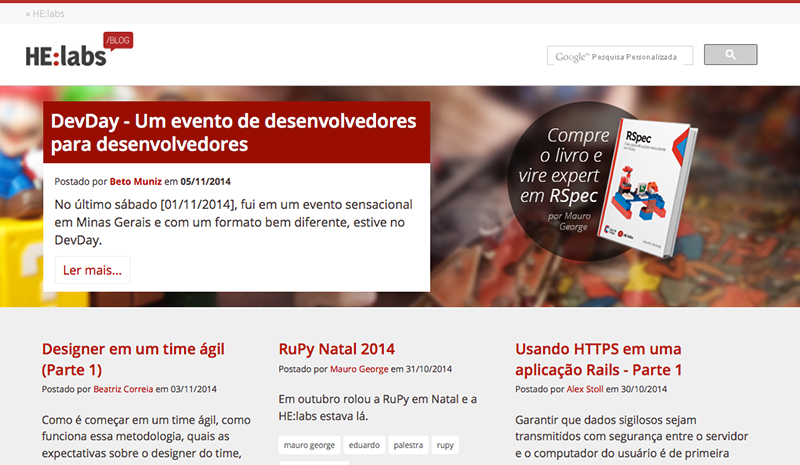 « HE:labs
HE:labs
/BLOG
Google™ Pesquisa Personalizada
DevDay - Um evento de desenvolvedores
para desenvolvedores
Postado por Beto Muniz em 05/11/2014
No último sábado [01/11/2014], fui em um evento sensacional
em Minas Gerais e com um formato bem diferente, estive no
DevDay.
Ler mais...
Compre
o livro e
vire expert
em RSpec
por Mauro
George
RSpec
Designer em um time ágil
(Parte 1)
Postado por Beatriz Correia em 03/11/2014
Como é começar em um time ágil, como
funciona essa metodologia, quais as
expectativas sobre o designer do time,
RuPy Natal 2014
Postado por Mauro George em 31/10/2014
Em outubro rolou a RuPy em Natal e a
HE:labs estava lá.
mauro george
eduardo
palestra
rupy
Usando HTTPS em uma
aplicação Rails - Parte 1
Postado por Alex Stoll em 30/10/2014
Garantir que dados sigilosos sejam
transmitidos com segurança entre o servidor
e o computador do usuário é de primeira